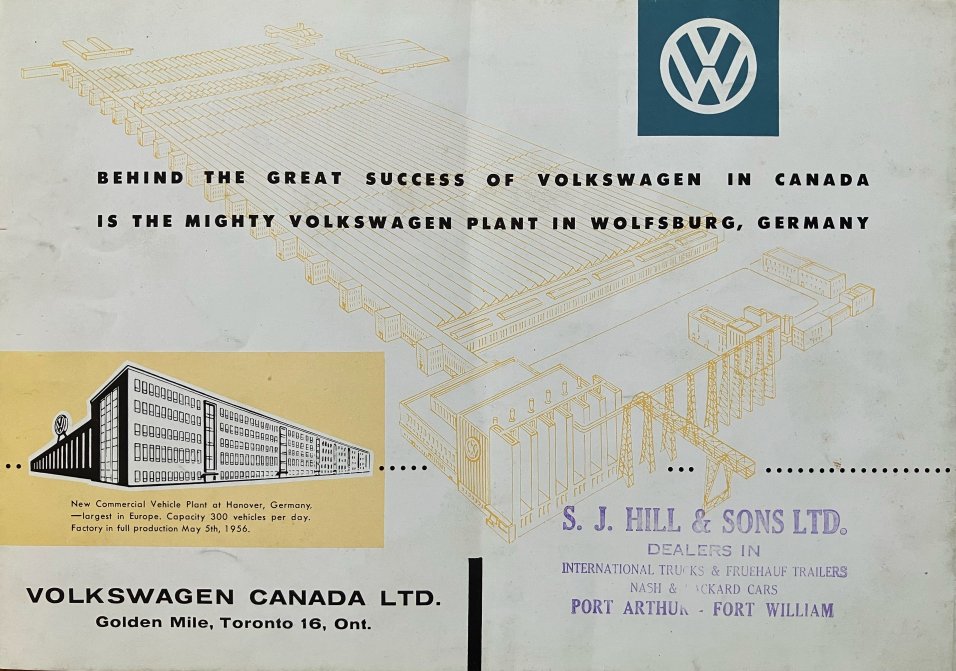 VW
BEHIND THE GREAT SUCCESS OF VOLKSWAGEN IN CANADA
IS THE MIGHTY VOLKSWAGEN PLANT IN WOLFSBURG, GERMANY
New Commercial Vehicle Plant at Hanover, Germany.
—largest in Europe. Capacity 300 vehicles per day.
Factory in full production May 5th, 1956.
VOLKSWAGEN CANADA LTD.
Golden Mile, Toronto 16, Ont.
S. J. HILL & SONS LTD.
DEALERS IN
INTERNATIONAL TRUCKS & FRUEHAUF TRAILERS
NASH & CARS
PORT ARTHUR - FORT WILLIAM